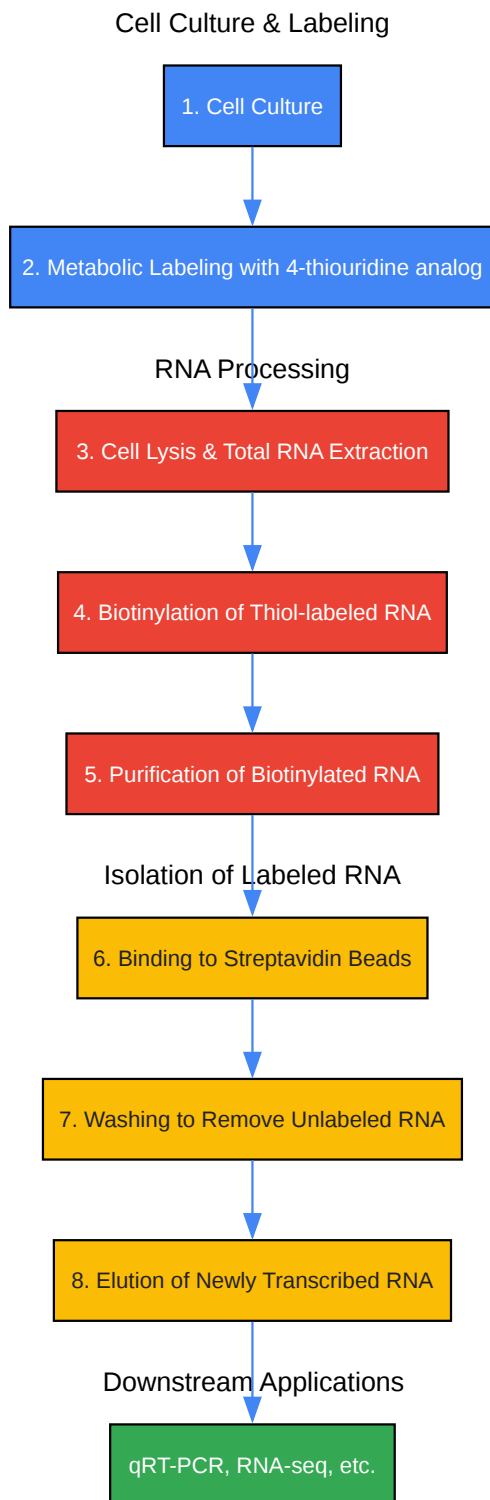 Cell Culture & Labeling
1. Cell Culture
2. Metabolic Labeling with 4-thiouridine analog
RNA Processing
3. Cell Lysis & Total RNA Extraction
4. Biotinylation of Thiol-labeled RNA
5. Purification of Biotinylated RNA
Isolation of Labeled RNA
6. Binding to Streptavidin Beads
7. Washing to Remove Unlabeled RNA
8. Elution of Newly Transcribed RNA
Downstream Applications
qRT-PCR, RNA-seq, etc.